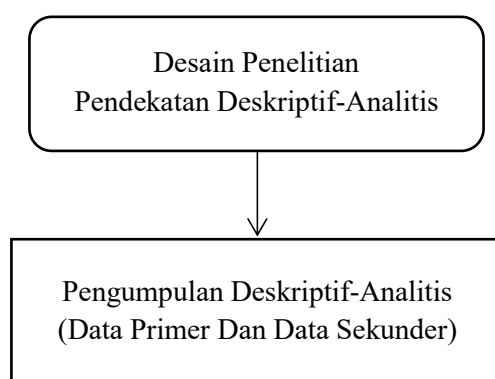 Desain Penelitian
Pendekatan Deskriptif-Analitis
Pengumpulan Deskriptif-Analitis
(Data Primer Dan Data Sekunder)